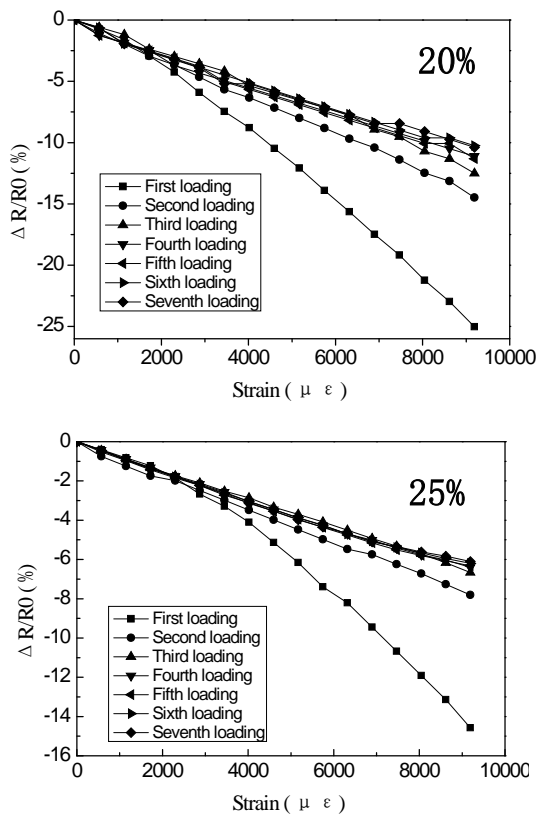 0
-5
-10
-15
-20
-25
Δ R/R0 (%)
20%
First loading
Second loading
Third loading
Fourth loading
Fifth loading
Sixth loading
Seventh loading
0 2000 4000 6000 8000 10000
Strain ( μ ε )
0
-2
-4
-6
-8
-10
-12
-14
-16
Δ R/R0 (%)
25%
First loading
Second loading
Third loading
Fourth loading
Fifth loading
Sixth loading
Seventh loading
0 2000 4000 6000 8000 10000
Strain ( μ ε )